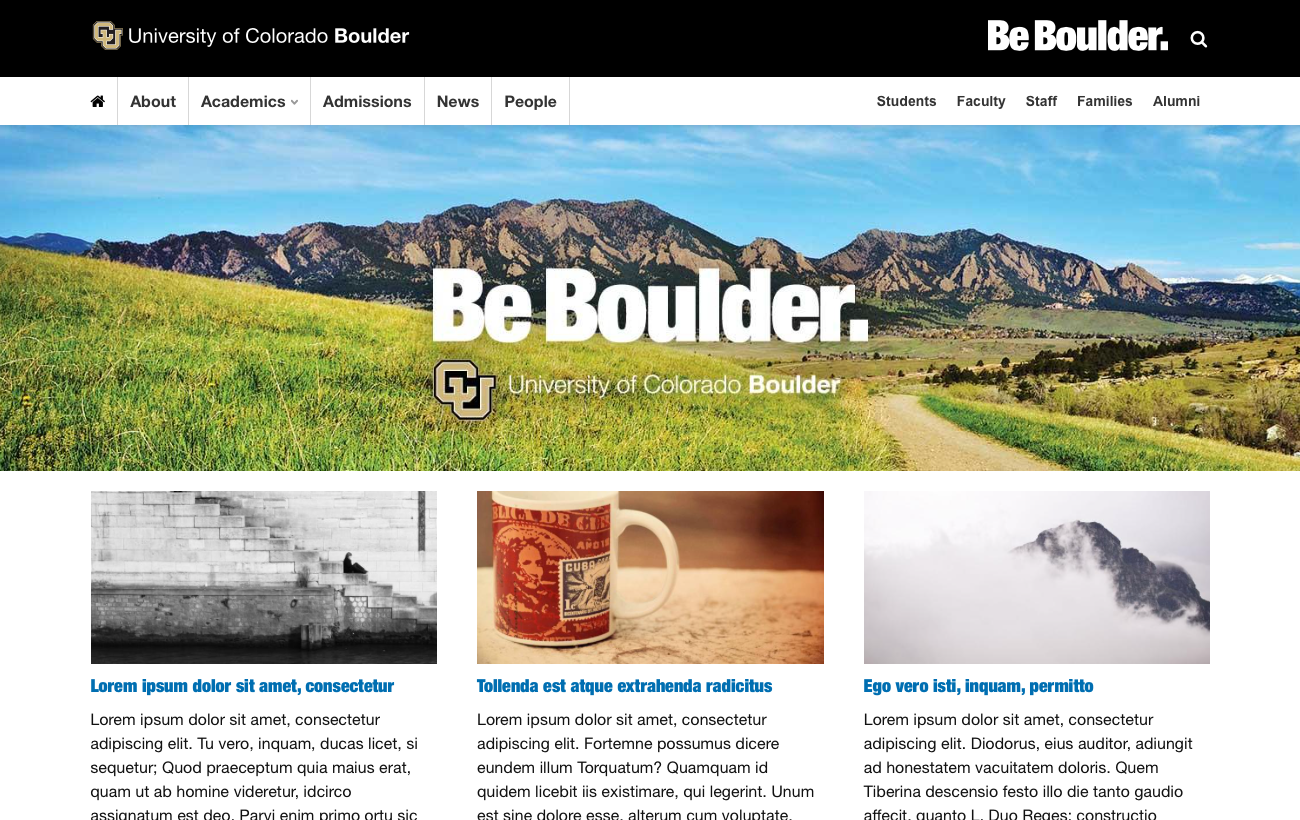 University of Colorado Boulder
Be Boulder.
About Academics Admissions News People
Students Faculty Staff Families Alumni
Be Boulder.
University of Colorado Boulder
AÑO
CUBA
1c
Lorem ipsum dolor sit amet, consectetur
Lorem ipsum dolor sit amet, consectetur
adipiscing elit. Tu vero, inquam, ducas licet, si
sequetur; Quod praeceptum quia maius erat,
quam ut ab homine videretur, idcirco
assignatum est deo. Parvi enim primo ortu sic
Tollenda est atque extrahenda radicitus
Lorem ipsum dolor sit amet, consectetur
adipiscing elit. Fortemne possumus dicere
eundem illum Torquatum? Quamquam id
quidem licebit iis existimare, qui legerint. Unum
est sine dolore esse, alterum cum voluptate.
Ego vero isti, inquam, permitto
Lorem ipsum dolor sit amet, consectetur
adipiscing elit. Diodorus, eius auditor, adiungit
ad honestatem vacuitatem doloris. Quem
Tiberina descensio festo illo die tanto gaudio
affecit, quanto L. Duo Reges: constructio